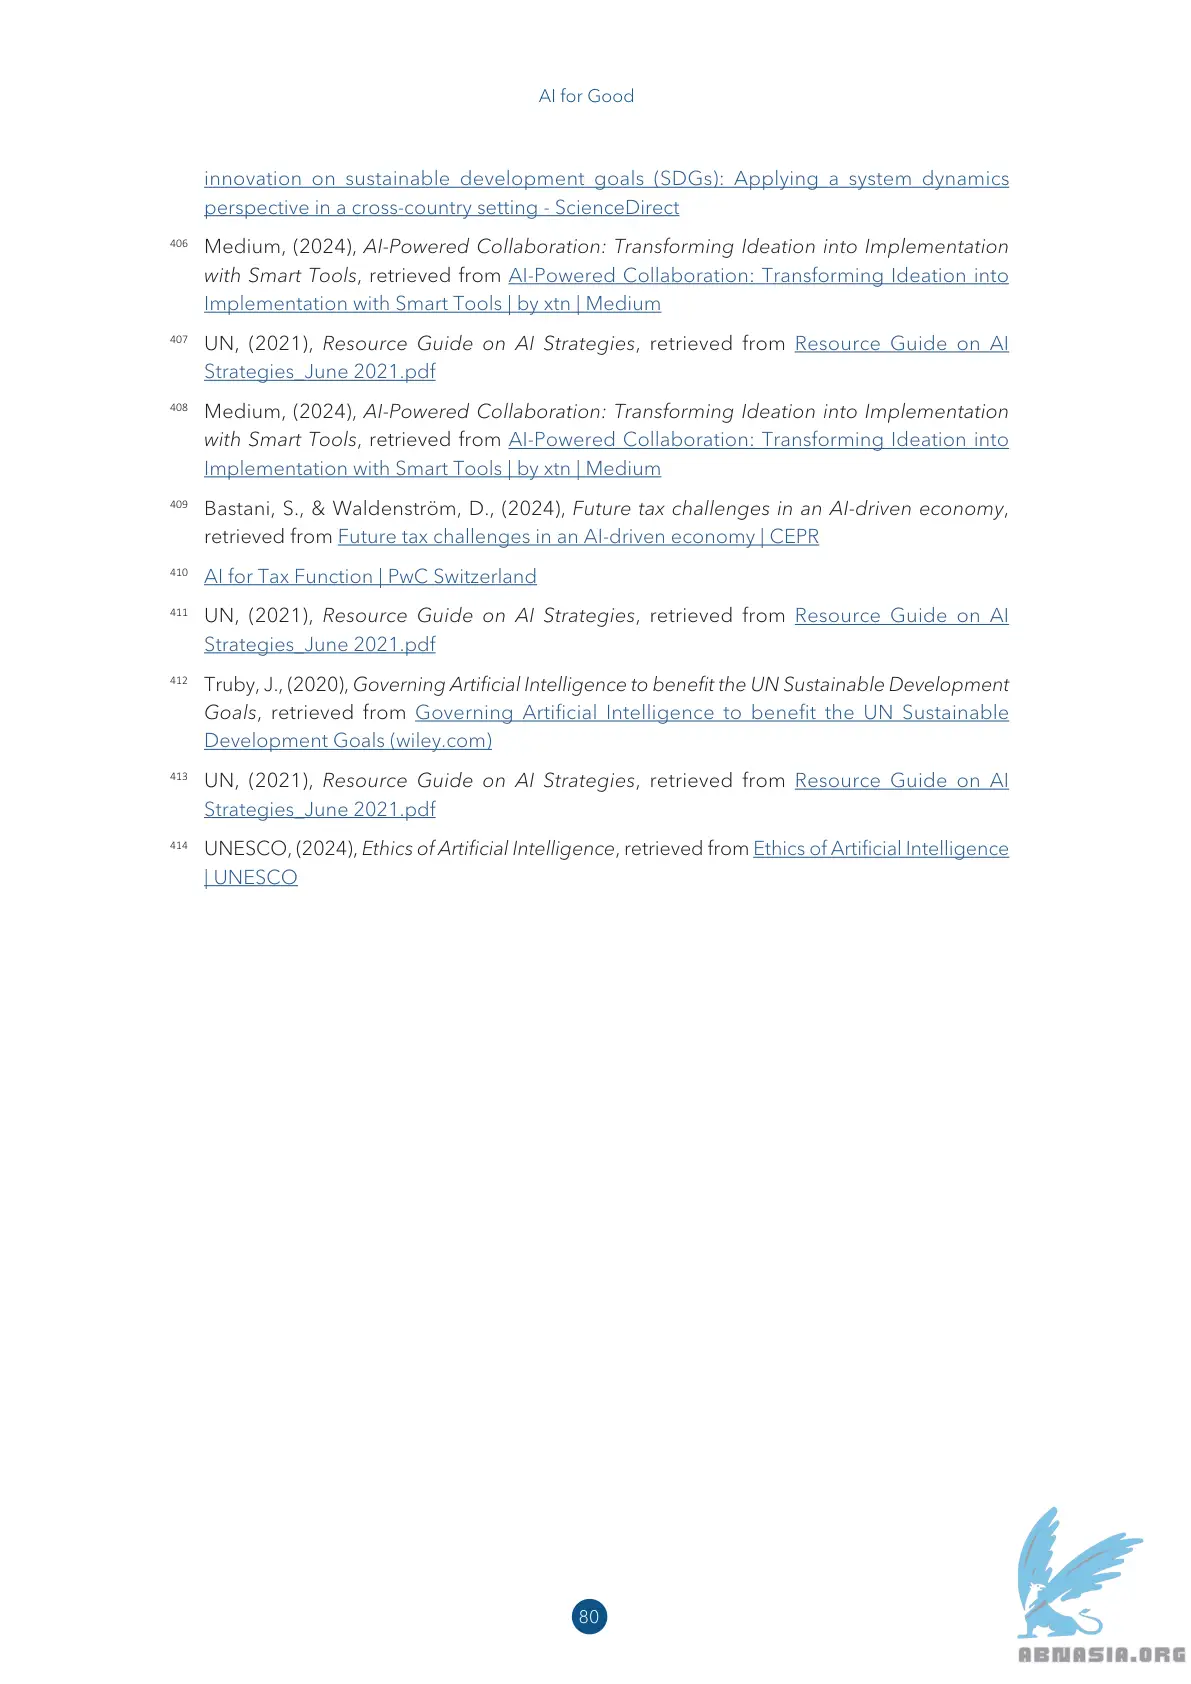 AI for Good
innovation on sustainable development goals (SDGs): Applying a system dynamics
perspective in a cross-country setting - ScienceDirect
406 Medium, (2024), AI-Powered Collaboration: Transforming Ideation into Implementation
with Smart Tools, retrieved from AI-Powered Collaboration: Transforming Ideation into
Implementation with Smart Tools | by xtn | Medium
407 UN, (2021), Resource Guide on AI Strategies, retrieved from Resource Guide on AI
Strategies_June 2021.pdf
408 Medium, (2024), AI-Powered Collaboration: Transforming Ideation into Implementation
with Smart Tools, retrieved from AI-Powered Collaboration: Transforming Ideation into
Implementation with Smart Tools | by xtn | Medium
409 Bastani, S., & Waldenström, D., (2024), Future tax challenges in an AI-driven economy,
retrieved from Future tax challenges in an AI-driven economy | CEPR
410 AI for Tax Function | PwC Switzerland
411 UN, (2021), Resource Guide on AI Strategies, retrieved from Resource Guide on AI
Strategies_June 2021.pdf
412 Truby, J., (2020), Governing Artificial Intelligence to benefit the UN Sustainable Development
Goals, retrieved from Governing Artificial Intelligence to benefit the UN Sustainable
Development Goals (wiley.com)
413 UN, (2021), Resource Guide on AI Strategies, retrieved from Resource Guide on AI
Strategies_June 2021.pdf
414 UNESCO, (2024), Ethics of Artificial Intelligence, retrieved from Ethics of Artificial Intelligence
| UNESCO
80
ABNASIA.ORG